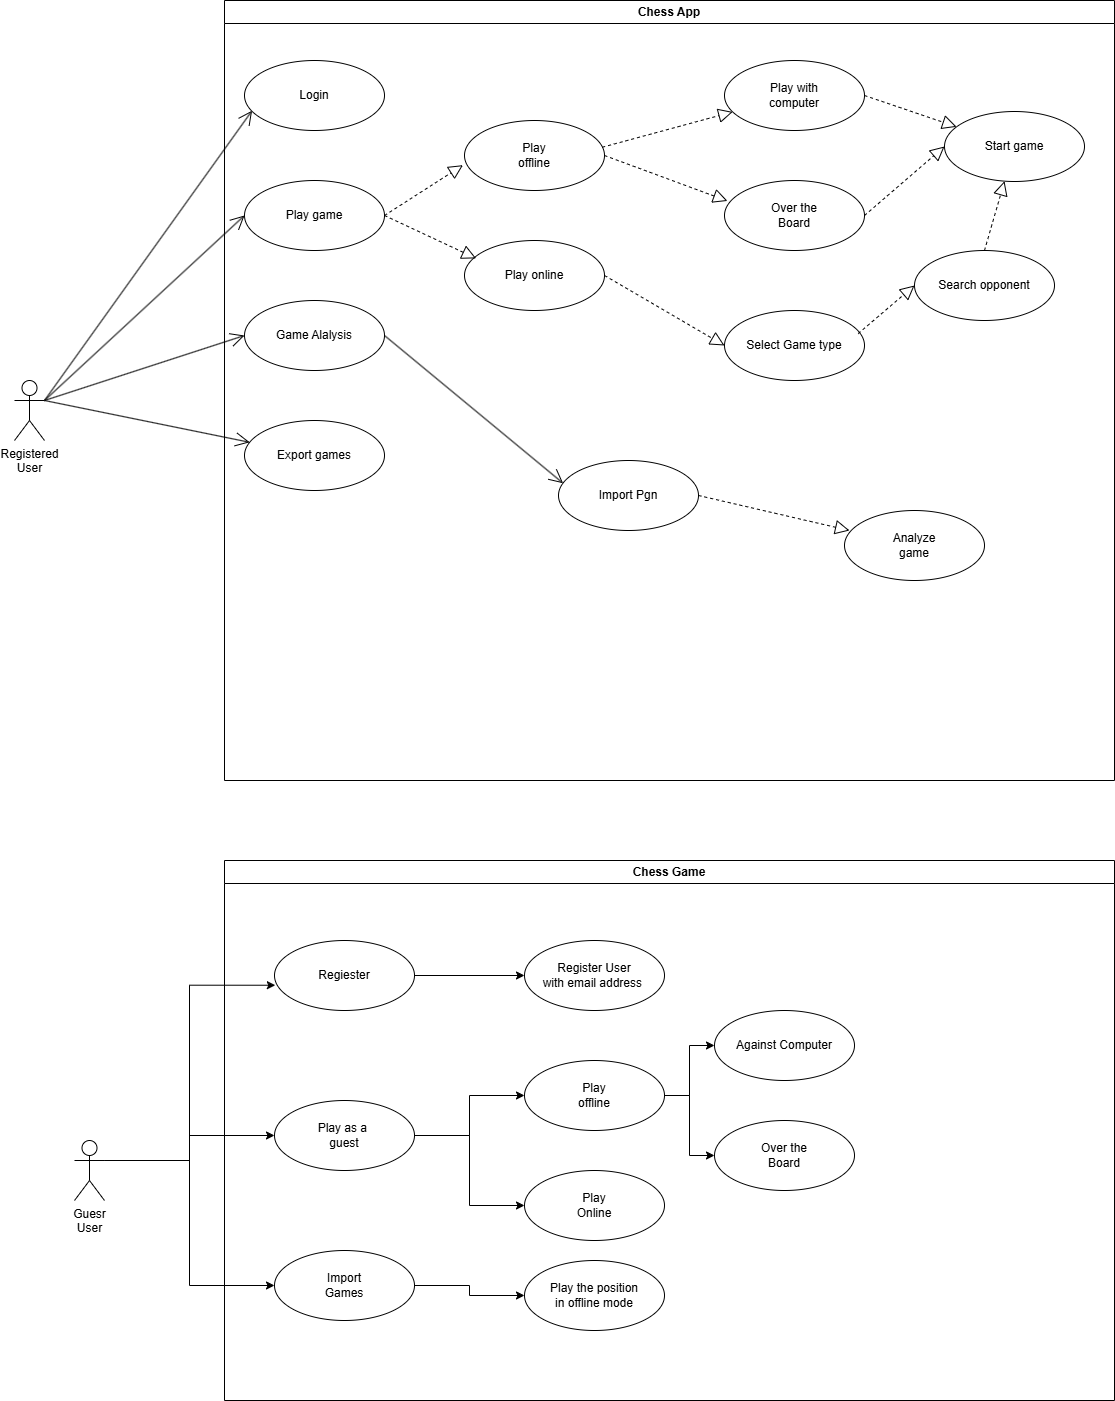 Chess App
Login
Play with
computer
Play
offline
Start game
Play game
Over the
Board
Play online
Search opponent
Game Alalysis
Select Game type
Registered
User
Export games
Import Pgn
Analyze
game
Chess Game
Regiester
Register User
with email address
Against Computer
Play
offline
Play as a
guest
Over the
Board
Guesr
User
Play
Online
Import
Games
Play the position
in offline mode